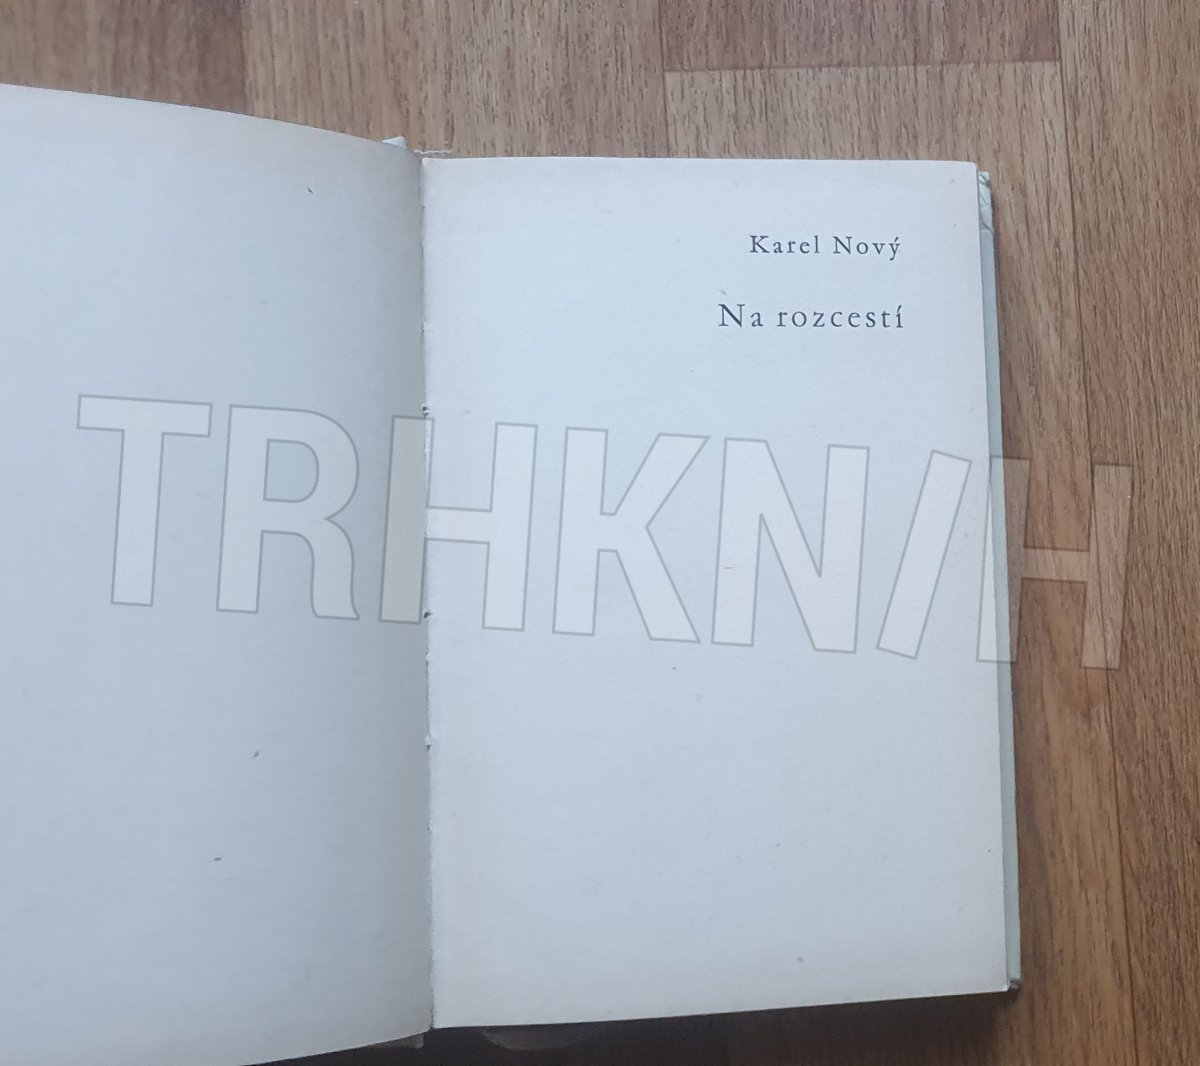 Karel Nový
Na rozcestí
TRHKNIH